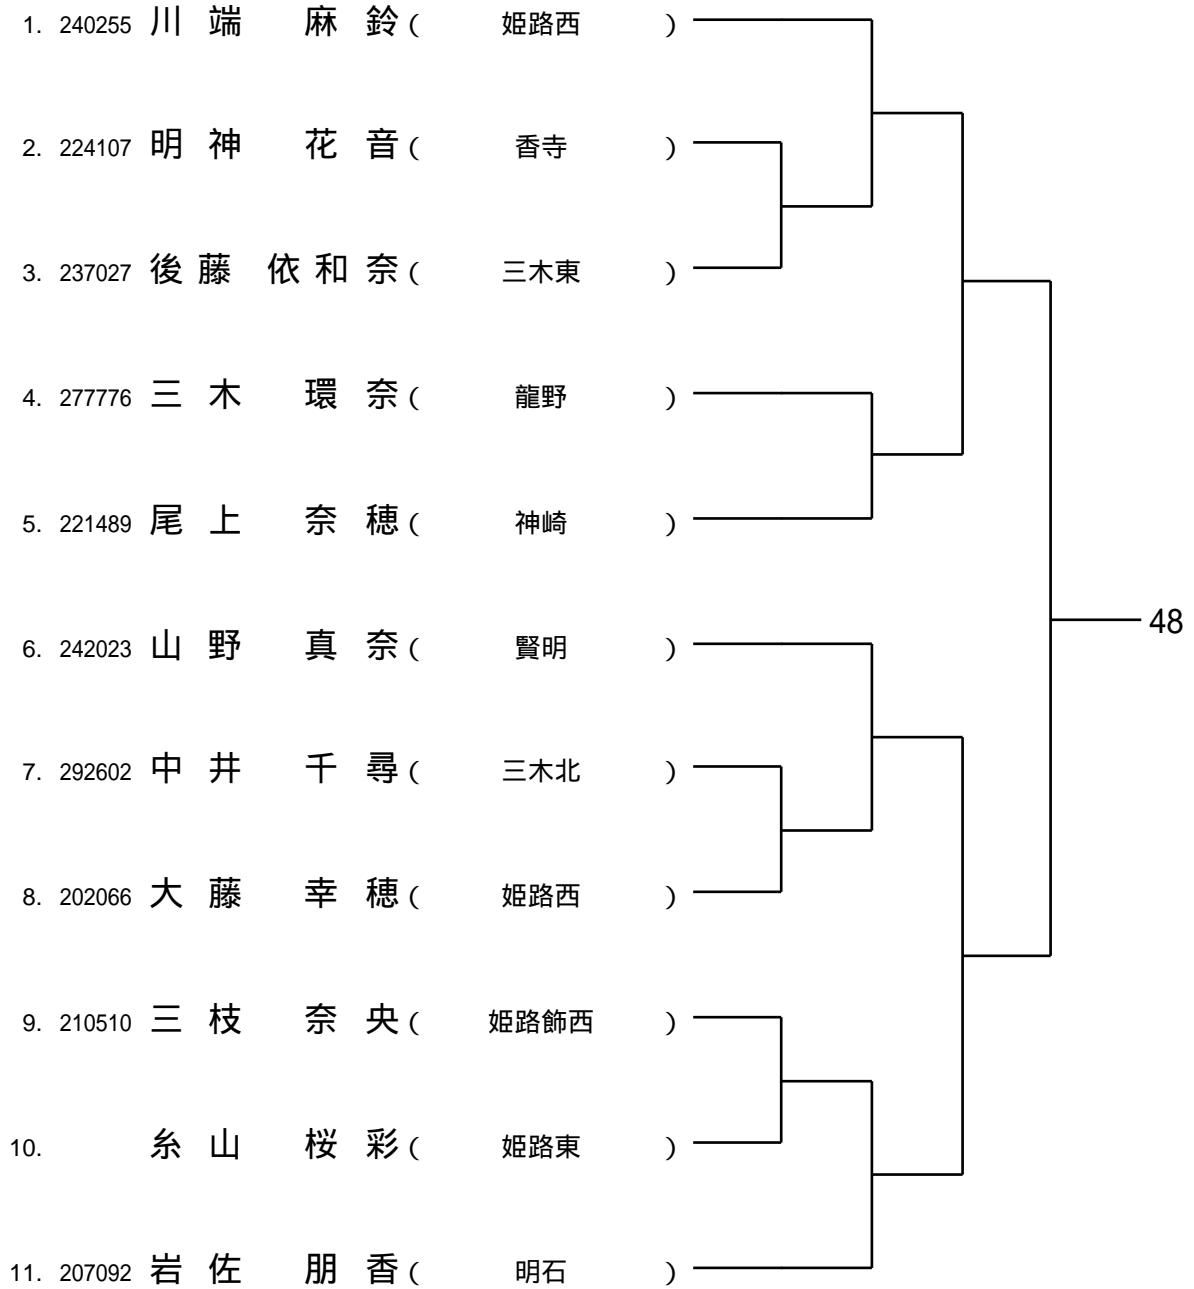 1. 240255 川端 麻鈴 ( 姫路西 )
2. 224107 明神 花音 ( 香寺 )
3. 237027 後藤 依和奈 ( 三木東 )
4. 277776 三木 環奈 ( 龍野 )
5. 221489 尾上 奈穂 ( 神崎 )
48
6. 242023 山野 真奈 ( 賢明 )
7. 292602 中井 千尋 ( 三木北 )
8. 202066 大藤 幸穂 ( 姫路西 )
9. 210510 三枝 奈央 ( 姫路飾西 )
10. 糸山 桜彩 ( 姫路東 )
11. 207092 岩佐 朋香 ( 明石 )